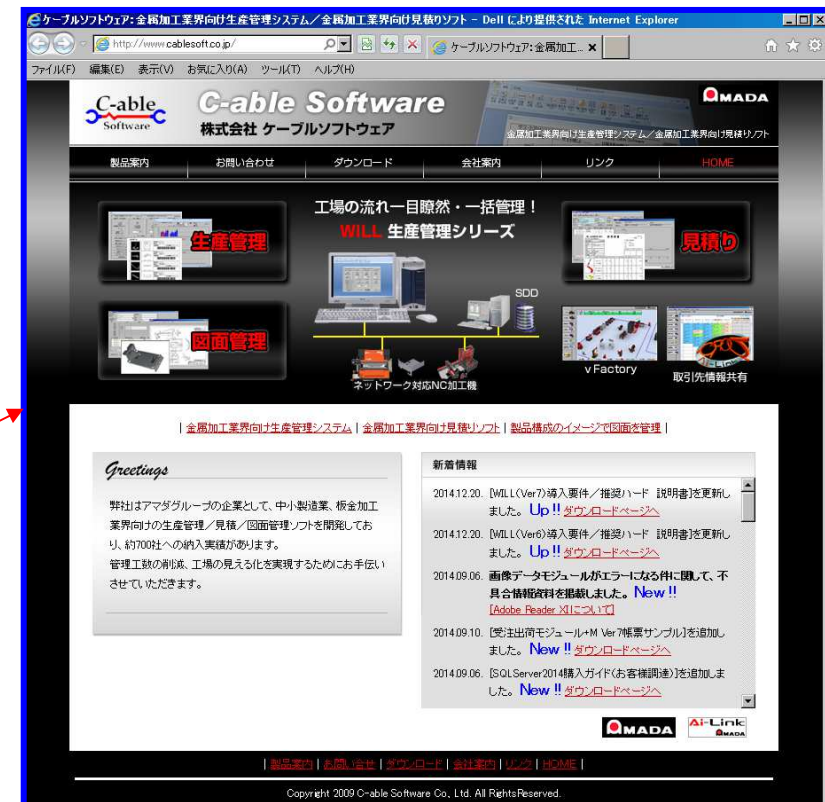 ケーブルソフトウェア:金属加工業界向け生産管理システム/金属加工業界向け見積りソフト - Dell により提供された Internet Explorer
http://www.cablesoft.co.jp/
ケーブルソフトウェア:金属加工...
ファイル(F) 編集(E) 表示(V) お気に入り(A) ツール(T) ヘルプ(H)
C-able Software
C-able Software
株式会社 ケーブルソフトウェア
AMADA
金属加工業界向け生産管理システム/金属加工業界向け見積りソフト
製品案内 お問い合わせ ダウンロード 会社案内 リンク HOME
工場の流れ一目瞭然・一括管理!
WILL 生産管理シリーズ
生産管理
見積り
図面管理
SDD
ネットワーク対応NC加工機
v Factory
Ai-Link
取引先情報共有
| 金属加工業界向け生産管理システム | 金属加工業界向け見積りソフト | 製品構成のイメージで図面を管理 |
Greetings
弊社はアマダグループの企業として、中小製造業、板金加工
業界向けの生産管理/見積/図面管理ソフトを開発してお
り、約700社への納入実績があります。
管理工数の削減、工場の見える化を実現するためにお手伝い
させていただきます。
新着情報
2014.12.20. [WILL(Ver7)導入要件/推奨ハード 説明書]を更新し
ました。 Up !! ダウンロードページへ
2014.12.20. [WILL(Ver6)導入要件/推奨ハード 説明書]を更新し
ました。 Up !! ダウンロードページへ
2014.09.06. 画像データモジュールがエラーになる件に関して、不
具合情報資料を掲載しました。 New !!
[Adobe Reader XIについて]
2014.09.10. [受注出荷モジュール+M Ver7帳票サンプル]を追加し
ました。 New !! ダウンロードページへ
2014.09.06. [SQLServer2014購入ガイド(お客様調達)]を追加しま
した。 New !! ダウンロードページへ
AMADA
Ai-Link
AMADA
| 製品案内 | お問い合せ | ダウンロード | 会社案内 | リンク | HOME |
Copyright 2009 C-able Software Co., Ltd. All RightsReserved.